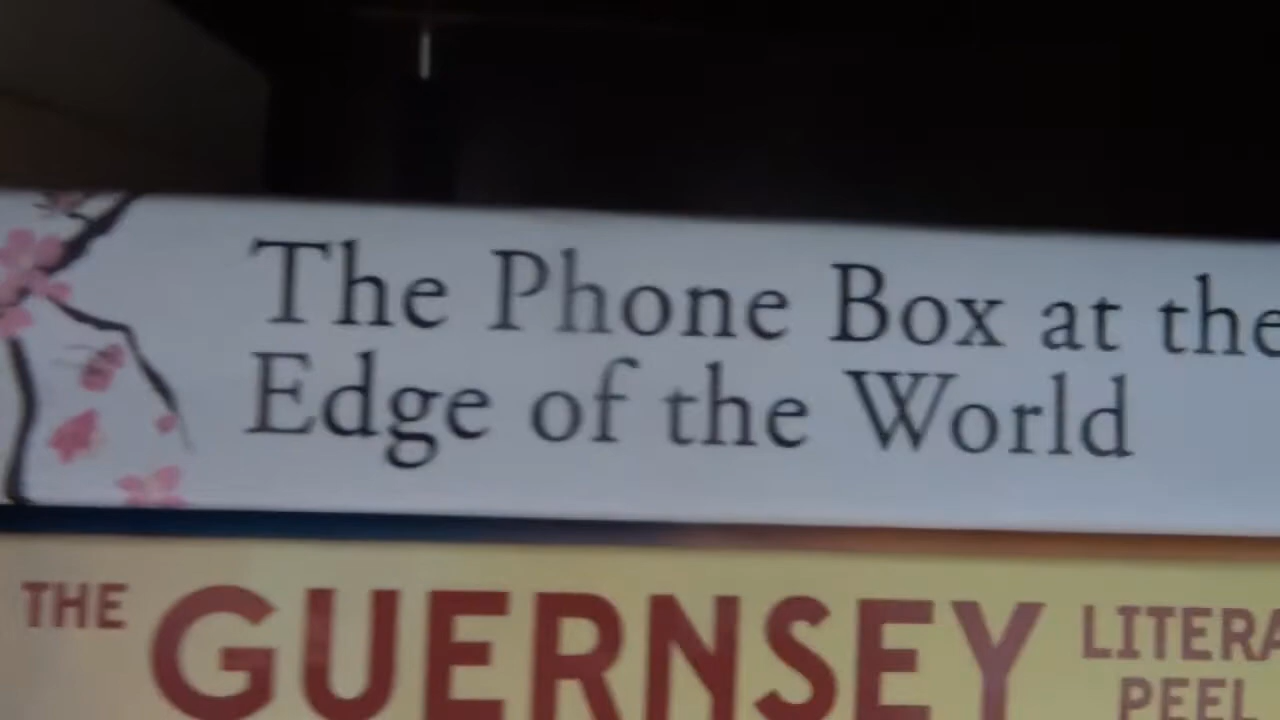 The Phone Box at the
Edge of the World
THE GUERNSEY LITERA
PEEL